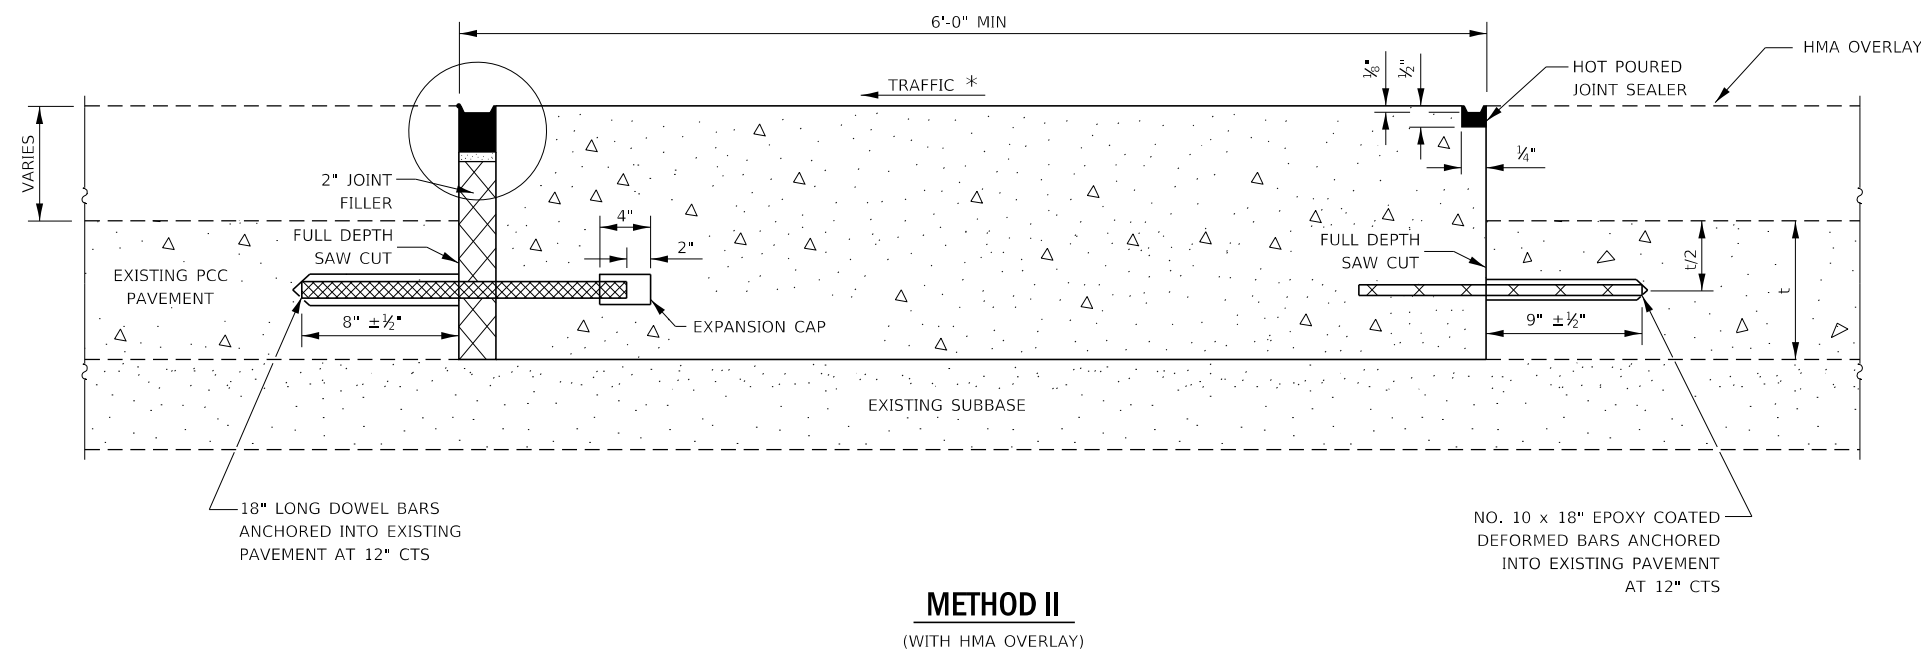 6'-0" MIN
HMA OVERLAY
TRAFFIC *
⅛"
½"
HOT POURED
JOINT SEALER
VARIES
¼"
2" JOINT
FILLER
4"
2"
FULL DEPTH
SAW CUT
FULL DEPTH
SAW CUT
t/2
t
EXISTING PCC
PAVEMENT
8" ±½"
EXPANSION CAP
9" ±½"
EXISTING SUBBASE
18" LONG DOWEL BARS
ANCHORED INTO EXISTING
PAVEMENT AT 12" CTS
NO. 10 x 18" EPOXY COATED
DEFORMED BARS ANCHORED
INTO EXISTING PAVEMENT
AT 12" CTS
METHOD II
(WITH HMA OVERLAY)